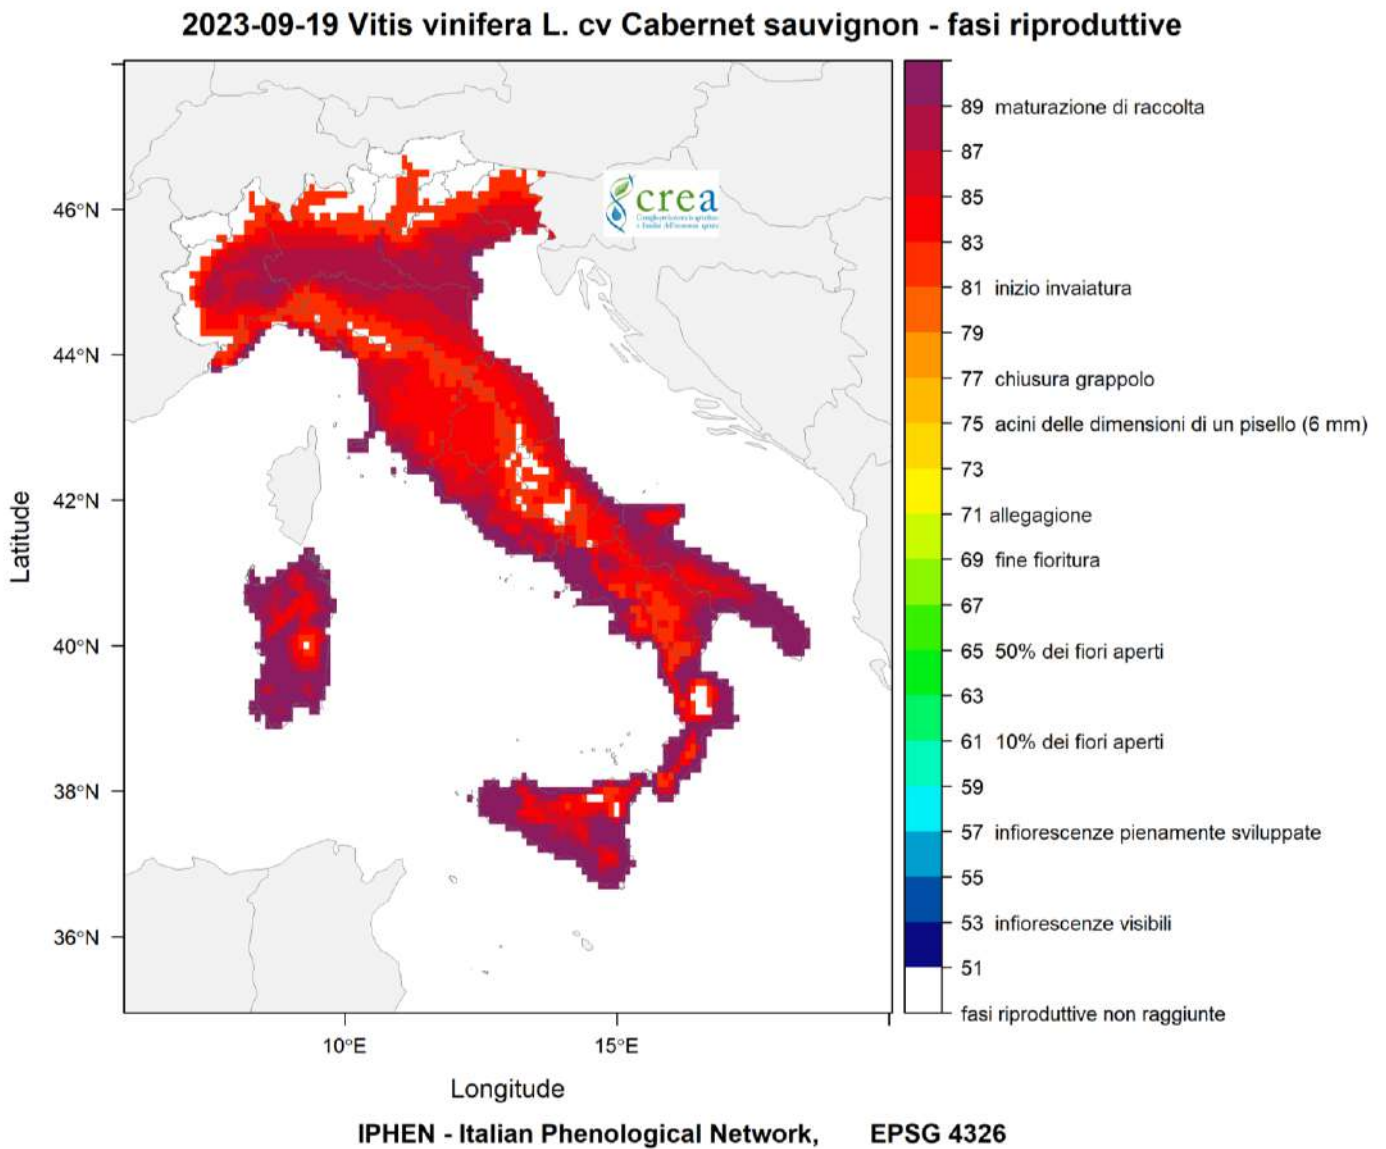 2023-09-19 Vitis vinifera L. cv Cabernet sauvignon - fasi riproduttive
89 maturazione di raccolta
87
85
83
81 inizio invaiatura
79
77 chiusura grappolo
75 acini delle dimensioni di un pisello (6 mm)
73
71 allegagione
69 fine fioritura
67
65 50% dei fiori aperti
63
61 10% dei fiori aperti
59
57 infiorescenze pienamente sviluppate
55
53 infiorescenze visibili
51
fasi riproduttive non raggiunte
crea
46°N
44°N
42°N
40°N
38°N
36°N
Latitude
10°E 15°E
Longitude
IPHEN - Italian Phenological Network, EPSG 4326